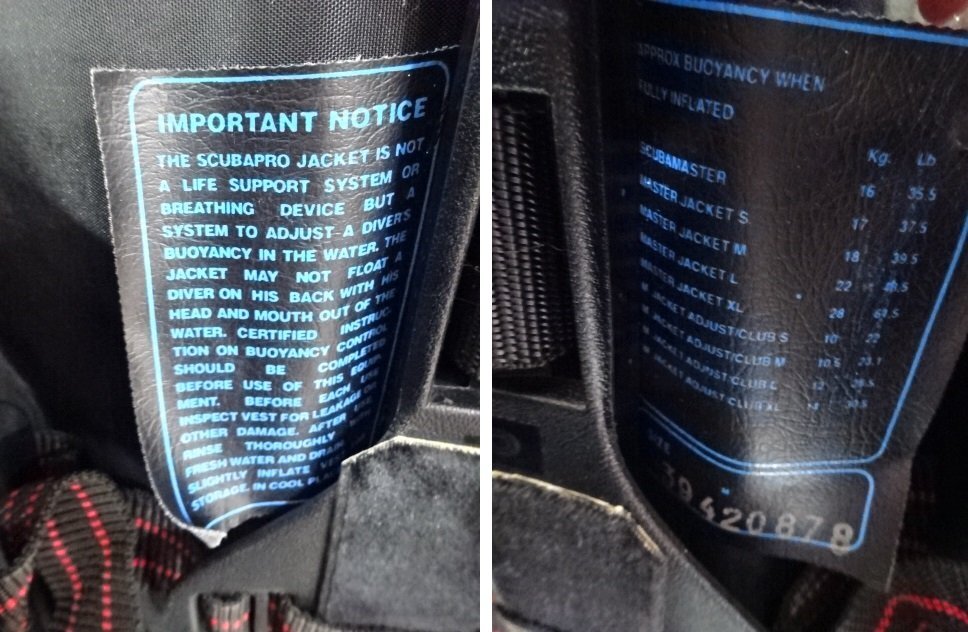 IMPORTANT NOTICE
THE SCUBAPRO JACKET IS NOT
A LIFE SUPPORT SYSTEM OR
BREATHING DEVICE BUT A
SYSTEM TO ADJUST A DIVER'S
BUOYANCY IN THE WATER. THE
JACKET MAY NOT FLOAT A
DIVER ON HIS BACK WITH HIS
HEAD AND MOUTH OUT OF THE
WATER. CERTIFIED INSTRUC-
TION ON BUOYANCY CONTROL
SHOULD BE COMPLETED
BEFORE USE OF THIS EQUIP-
MENT. BEFORE EACH USE
INSPECT VEST FOR LEAKAGE OR
OTHER DAMAGE. AFTER USE
RINSE THOROUGHLY
FRESH WATER AND DRAIN
SLIGHTLY INFLATE
STORAGE. IN COOL
APPROX BUOYANCY WHEN
FULLY INFLATED
Kg. Lb
SCUBAMASTER 16 35.5
MASTER JACKET S 17 37.5
MASTER JACKET M 18 39.5
MASTER JACKET L 22
MASTER JACKET XL 28
M JACKET ADJUST/CLUB S 10 22
M JACKET ADJUST/CLUB M 10.5 23.1
M JACKET ADJUST/CLUB L
M JACKET ADJUST CLUB XL
SIZE
M
39420878